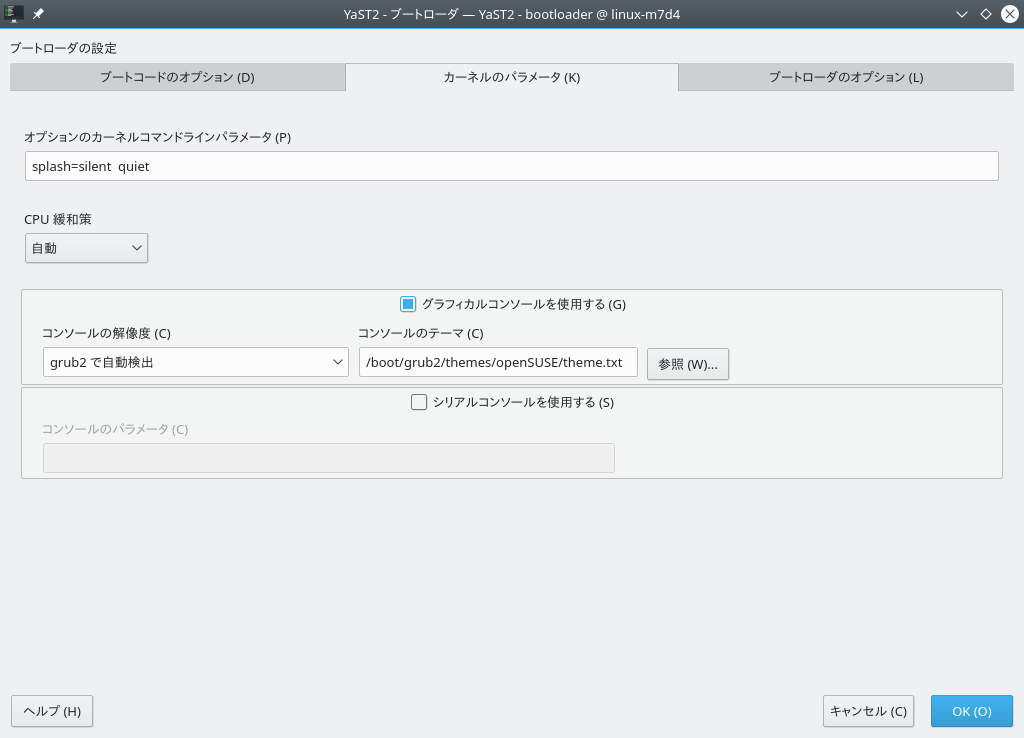 YaST2 - ブートローダ — YaST2 - bootloader @ linux-m7d4
ブートローダの設定
ブートコードのオプション (D)
カーネルのパラメータ (K)
ブートローダのオプション (L)
オプションのカーネルコマンドラインパラメータ (P)
splash=silent  quiet
CPU 緩和策
自動
グラフィカルコンソールを使用する (G)
コンソールの解像度 (C)
コンソールのテーマ (C)
grub2 で自動検出
/boot/grub2/themes/openSUSE/theme.txt
参照 (W)...
シリアルコンソールを使用する (S)
コンソールのパラメータ (C)
ヘルプ (H)
キャンセル (C)
OK (O)